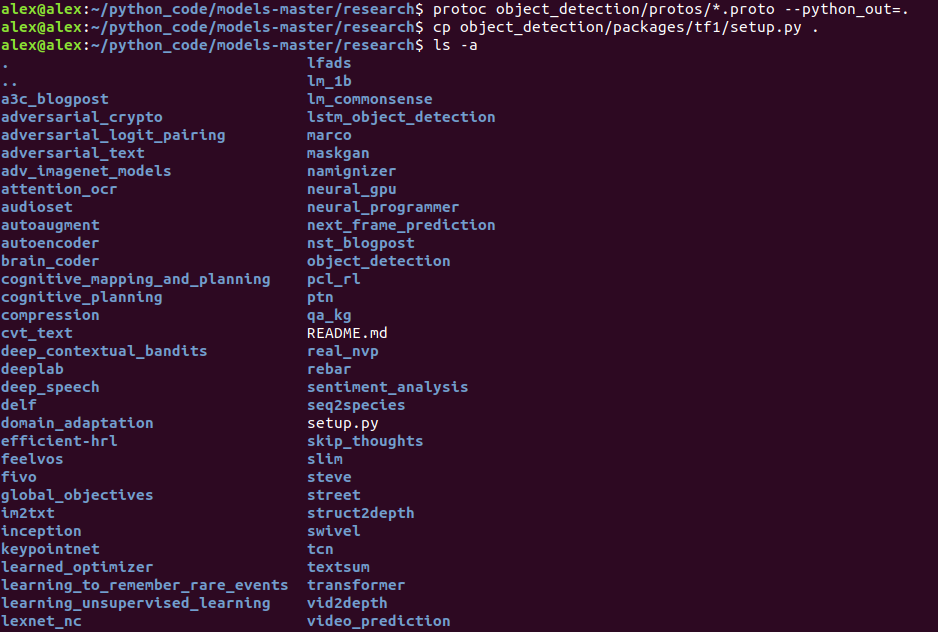 alex@alex:~/python_code/models-master/research$ protoc object_detection/protos/*.proto --python_out=.
alex@alex:~/python_code/models-master/research$ cp object_detection/packages/tf1/setup.py .
alex@alex:~/python_code/models-master/research$ ls -a
. lfads
.. lm_1b
a3c_blogpost lm_commonsense
adversarial_crypto lstm_object_detection
adversarial_logit_pairing marco
adversarial_text maskgan
adv_imagenet_models namignizer
attention_ocr neural_gpu
audioset neural_programmer
autoaugment next_frame_prediction
autoencoder nst_blogpost
brain_coder object_detection
cognitive_mapping_and_planning pcl_rl
cognitive_planning ptn
compression qa_kg
cvt_text README.md
deep_contextual_bandits real_nvp
deeplab rebar
deep_speech sentiment_analysis
delf seq2species
domain_adaptation setup.py
efficient-hrl skip_thoughts
feelvos slim
fivo steve
global_objectives street
im2txt struct2depth
inception swivel
keypointnet tcn
learned_optimizer textsum
learning_to_remember_rare_events transformer
learning_unsupervised_learning vid2depth
lexnet_nc video_prediction